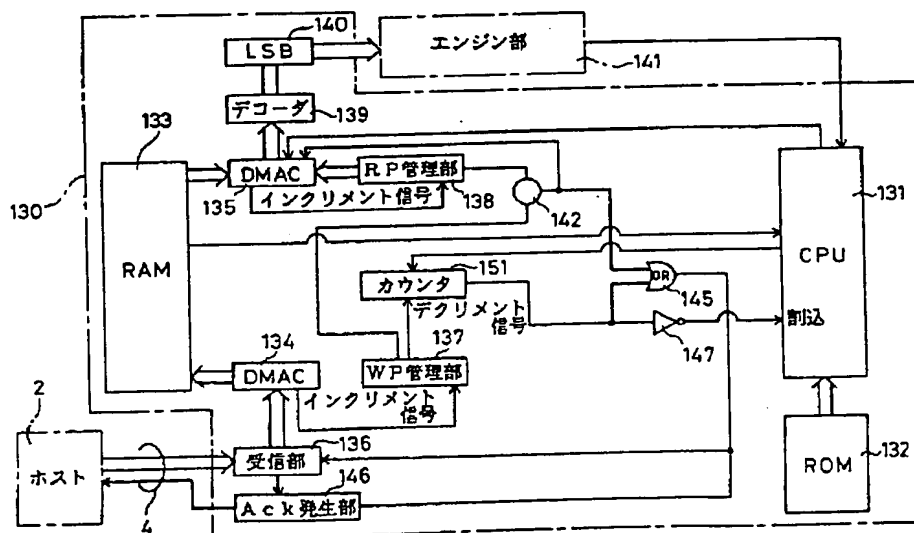 140
LSB
エンジン部
141
デコーダ
139
133
DMAC
135
RP管理部
138
インクリメント信号
142
130
131
RAM
CPU
151
カウンタ
OR
145
デクリメント
信号
147
割込
137
WP管理部
134
DMAC
インクリメント
信号
2
136
受信部
ホスト
4
146
Ack発生部
ROM
132